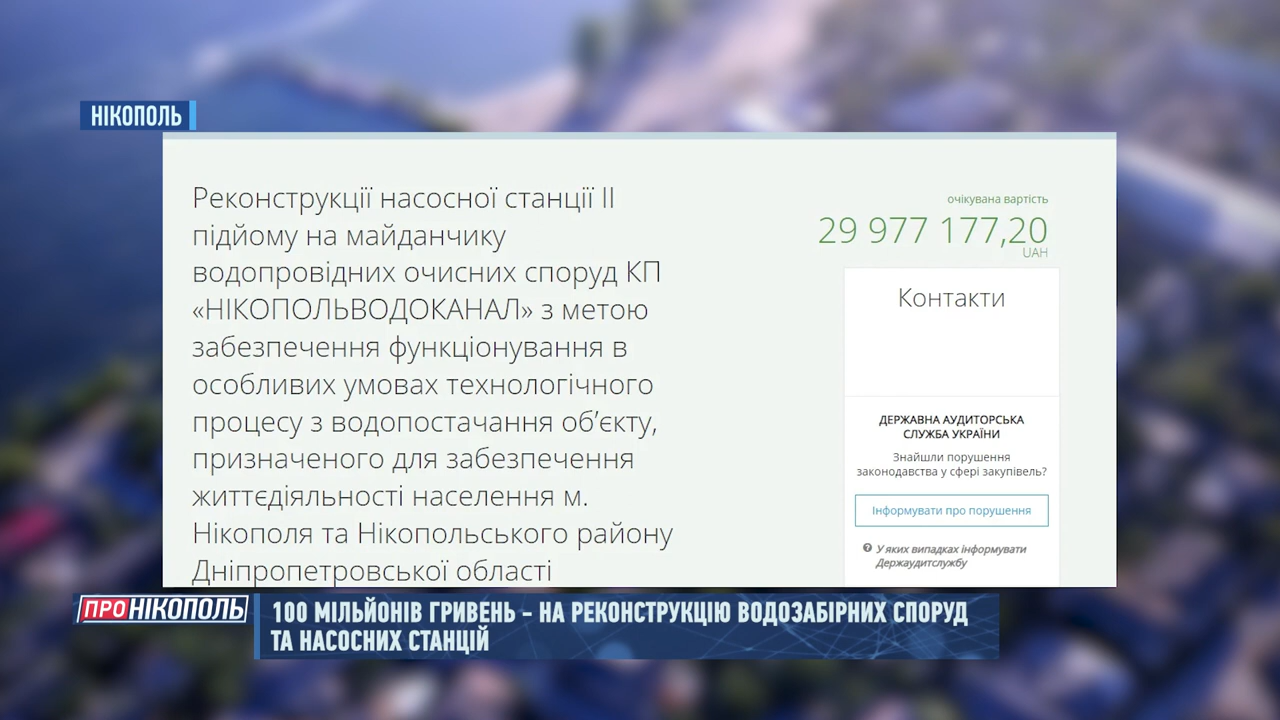 НІКОПОЛЬ
Реконструкції насосної станції ІІ
підйому на майданчику
водопровідних очисних споруд КП
«НІКОПОЛЬВОДОКАНАЛ» з метою
забезпечення функціонування в
особливих умовах технологічного
процесу з водопостачання об’єкту,
призначеного для забезпечення
життєдіяльності населення м.
Нікополя та Нікопольського району
Дніпропетровської області
очікувана вартість
29 977 177,20
UAH
Контакти
ДЕРЖАВНА АУДИТОРСЬКА
СЛУЖБА УКРАЇНИ
Знайшли порушення
законодавства у сфері закупівель?
Інформувати про порушення
У яких випадках інформувати
Держаудитслужбу
ПРОНІКОПОЛЬ
100 МІЛЬЙОНІВ ГРИВЕНЬ – НА РЕКОНСТРУКЦІЮ ВОДОЗАБІРНИХ СПОРУД
ТА НАСОСНИХ СТАНЦІЙ